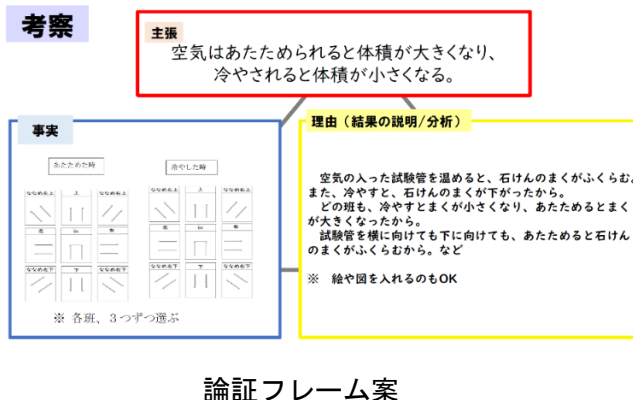 考察
主張
空気はあたためられると体積が大きくなり、
冷やされると体積が小さくなる。
事実
あたためた時
冷やした時
ななめ左上
上
ななめ右上
ななめ左上
上
ななめ右上
左
右
左
右
ななめ左下
下
ななめ右下
ななめ左下
下
ななめ右下
※ 各班、3つずつ選ぶ
理由（結果の説明/分析）
空気の入った試験管を温めると、石けんのまくがふくらむ。
また、冷やすと、石けんのまくが下がったから。
どの班も、冷やすとまくが小さくなり、あたためるとまく
が大きくなったから。
試験管を横に向けても下に向けても、あたためると石けん
のまくがふくらむから。など
※ 絵や図を入れるのもOK
論証フレーム案